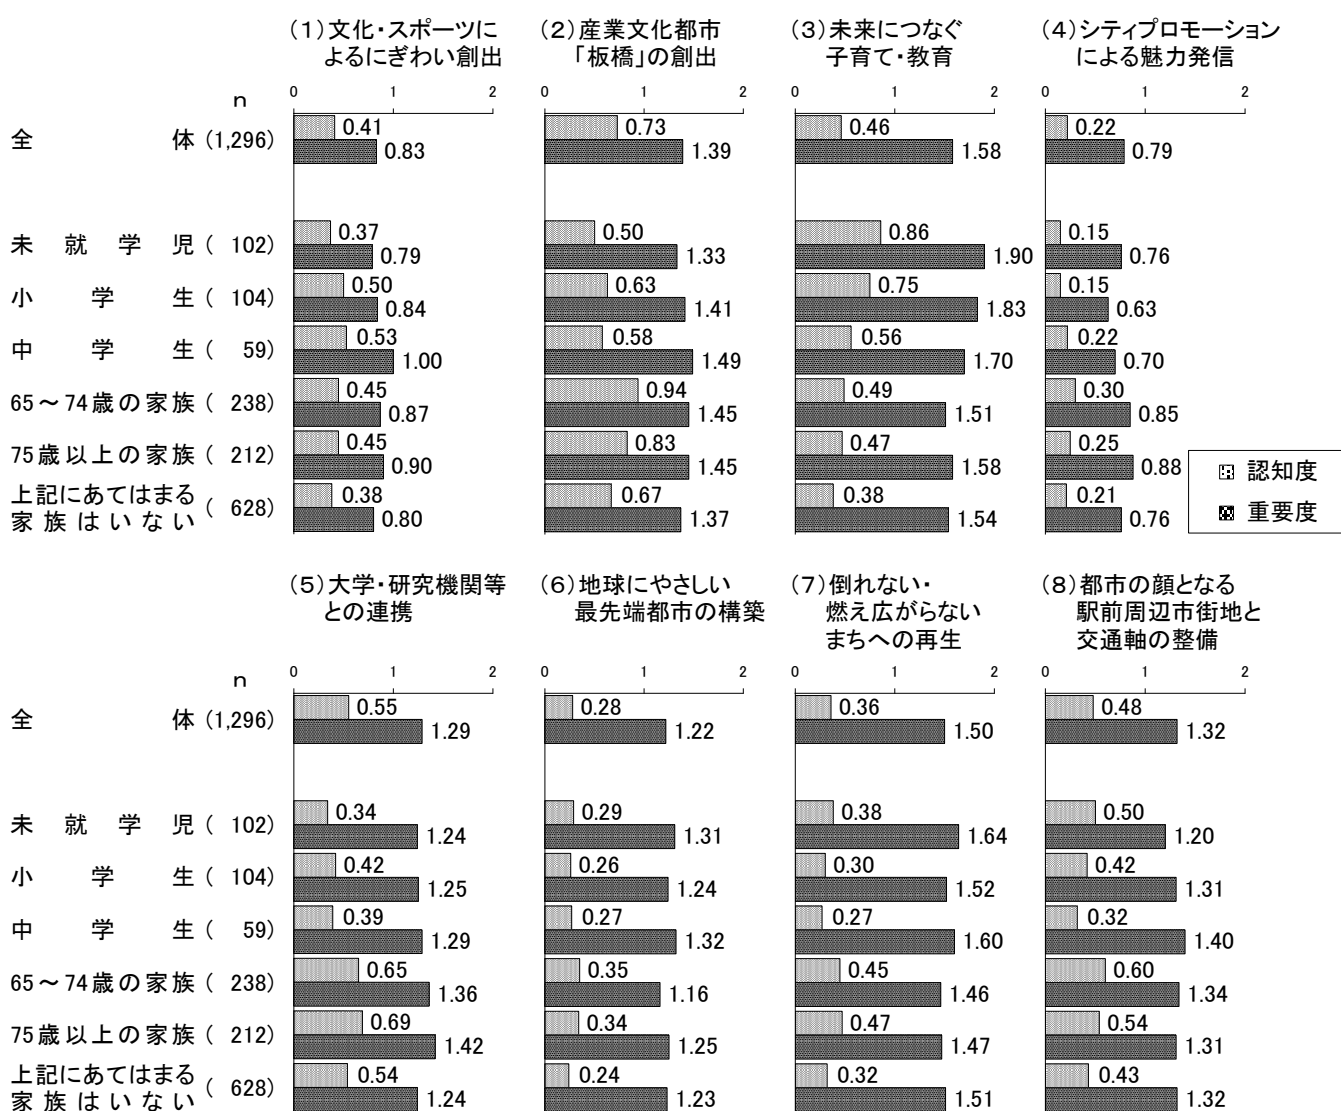 (1)文化・スポーツに
よるにぎわい創出
(2)産業文化都市
「板橋」の創出
(3)未来につなぐ
子育て・教育
(4)シティプロモーション
による魅力発信
n
0 1 2
0 1 2
0 1 2
0 1 2
全体(1,296)
0.41 0.73 0.46 0.22
0.83 1.39 1.58 0.79
未就学児( 102)
0.37 0.50 0.86 0.15
0.79 1.33 1.90 0.76
小学生( 104)
0.50 0.63 0.75 0.15
0.84 1.41 1.83 0.63
中学生( 59)
0.53 0.58 0.56 0.22
1.00 1.49 1.70 0.70
65~74歳の家族( 238)
0.45 0.94 0.49 0.30
0.87 1.45 1.51 0.85
75歳以上の家族( 212)
0.45 0.83 0.47 0.25
0.90 1.45 1.58 0.88
上記にあてはまる
家族はいない( 628)
0.38 0.67 0.38 0.21
0.80 1.37 1.54 0.76
認知度
重要度
(5)大学・研究機関等
との連携
(6)地球にやさしい
最先端都市の構築
(7)倒れない・
燃え広がらない
まちへの再生
(8)都市の顔となる
駅前周辺市街地と
交通軸の整備
n
0 1 2
0 1 2
0 1 2
0 1 2
全体(1,296)
0.55 0.28 0.36 0.48
1.29 1.22 1.50 1.32
未就学児( 102)
0.34 0.29 0.38 0.50
1.24 1.31 1.64 1.20
小学生( 104)
0.42 0.26 0.30 0.42
1.25 1.24 1.52 1.31
中学生( 59)
0.39 0.27 0.27 0.32
1.29 1.32 1.60 1.40
65~74歳の家族( 238)
0.65 0.35 0.45 0.60
1.36 1.16 1.46 1.34
75歳以上の家族( 212)
0.69 0.34 0.47 0.54
1.42 1.25 1.47 1.31
上記にあてはまる
家族はいない( 628)
0.54 0.24 0.32 0.43
1.24 1.23 1.51 1.32